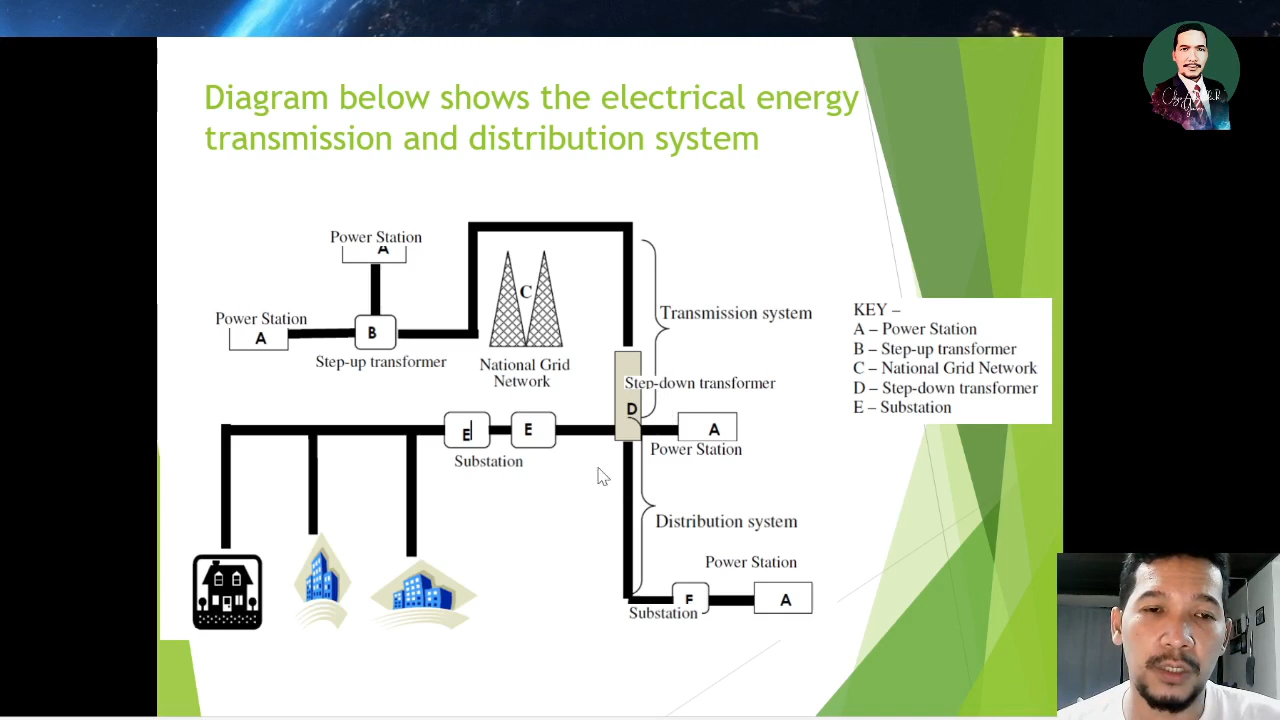 Diagram below shows the electrical energy
transmission and distribution system
Power Station
A
Power Station
A
B
Step-up transformer
C
National Grid
Network
Transmission system
Step-down transformer
D
E
E
Substation
A
Power Station
Distribution system
Power Station
A
Substation
KEY –
A – Power Station
B – Step-up transformer
C – National Grid Network
D – Step-down transformer
E – Substation